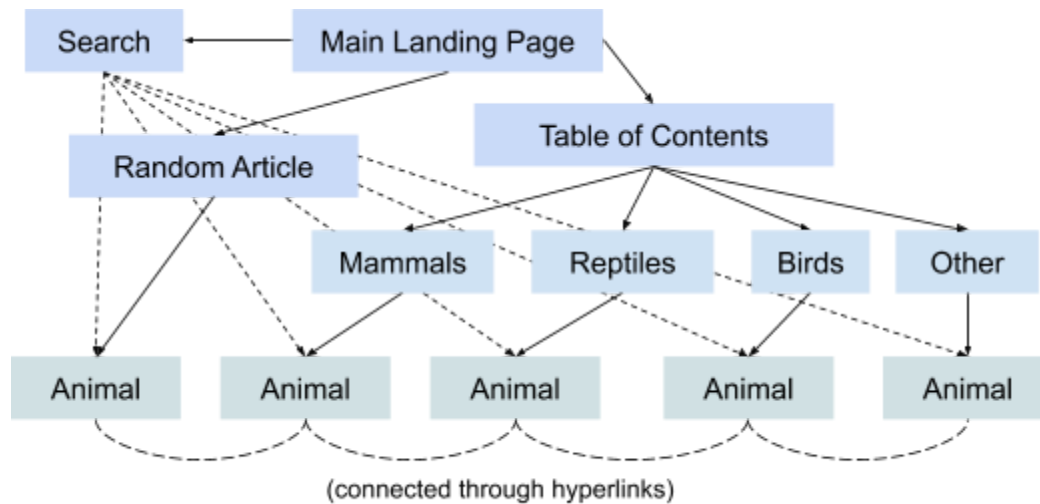 Search
Main Landing Page
Table of Contents
Random Article
Mammals
Reptiles
Birds
Other
Animal
Animal
Animal
Animal
Animal
(connected through hyperlinks)